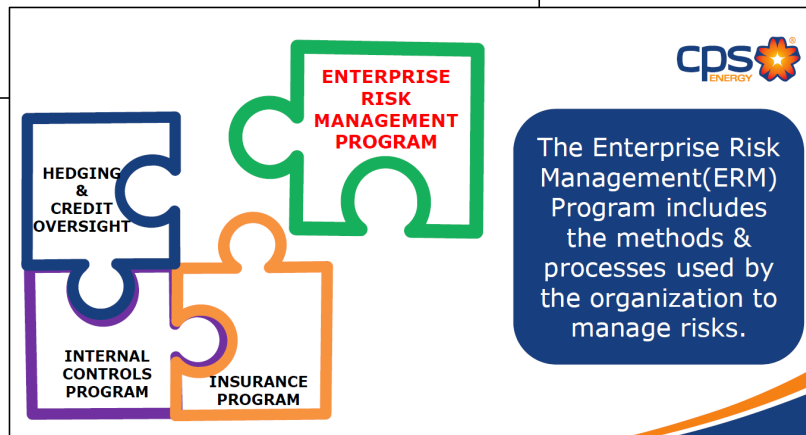 ENTERPRISE
RISK
MANAGEMENT
PROGRAM
cps
ENERGY
®
HEDGING
&
CREDIT
OVERSIGHT
INTERNAL
CONTROLS
PROGRAM
INSURANCE
PROGRAM
The Enterprise Risk
Management(ERM)
Program includes
the methods &
processes used by
the organization to
manage risks.